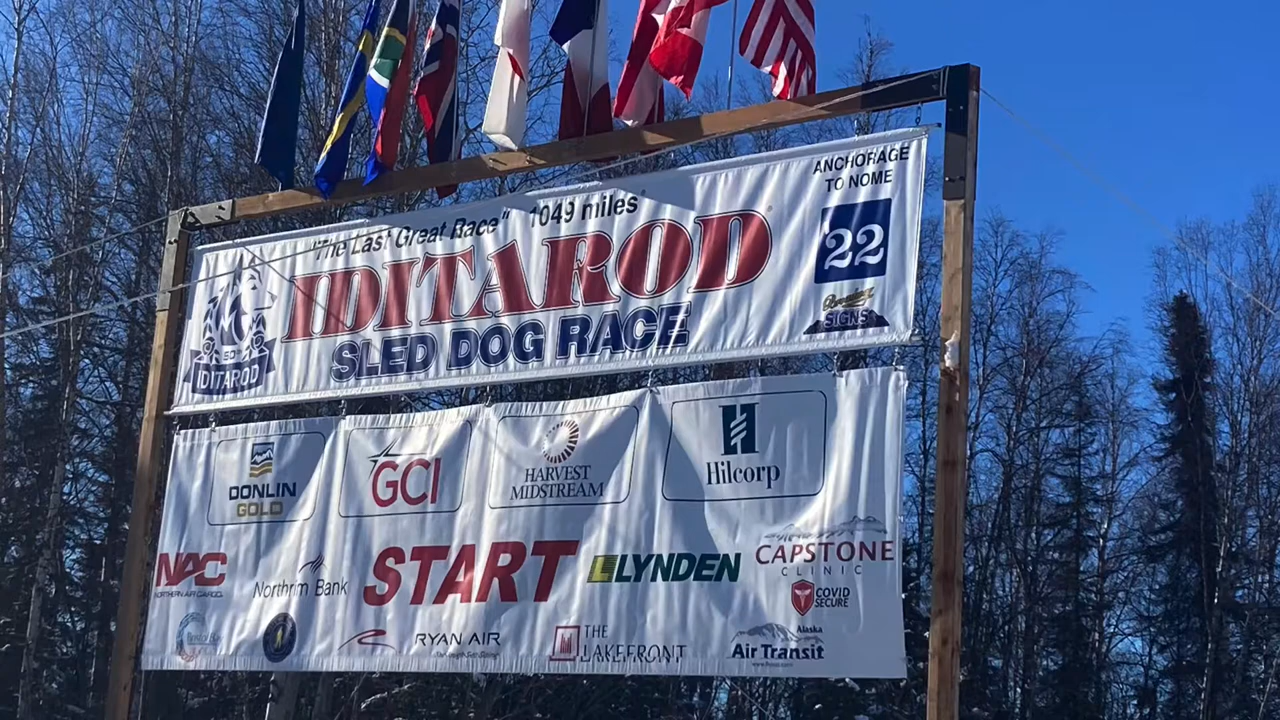 "The Last Great Race" 1049 miles
ANCHORAGE
TO NOME
IDITAROD
22
SLED DOG RACE
50
IDITAROD
SIGNS
DONLIN
GOLD
GCI
HARVEST
MIDSTREAM
Hilcorp
NAC
NORTHERN AIR CARGO
Northrim Bank
START
LYNDEN
CAPSTONE
CLINIC
COVID
SECURE
RYAN AIR
THE
LAKEFRONT
Alaska
Air Transit